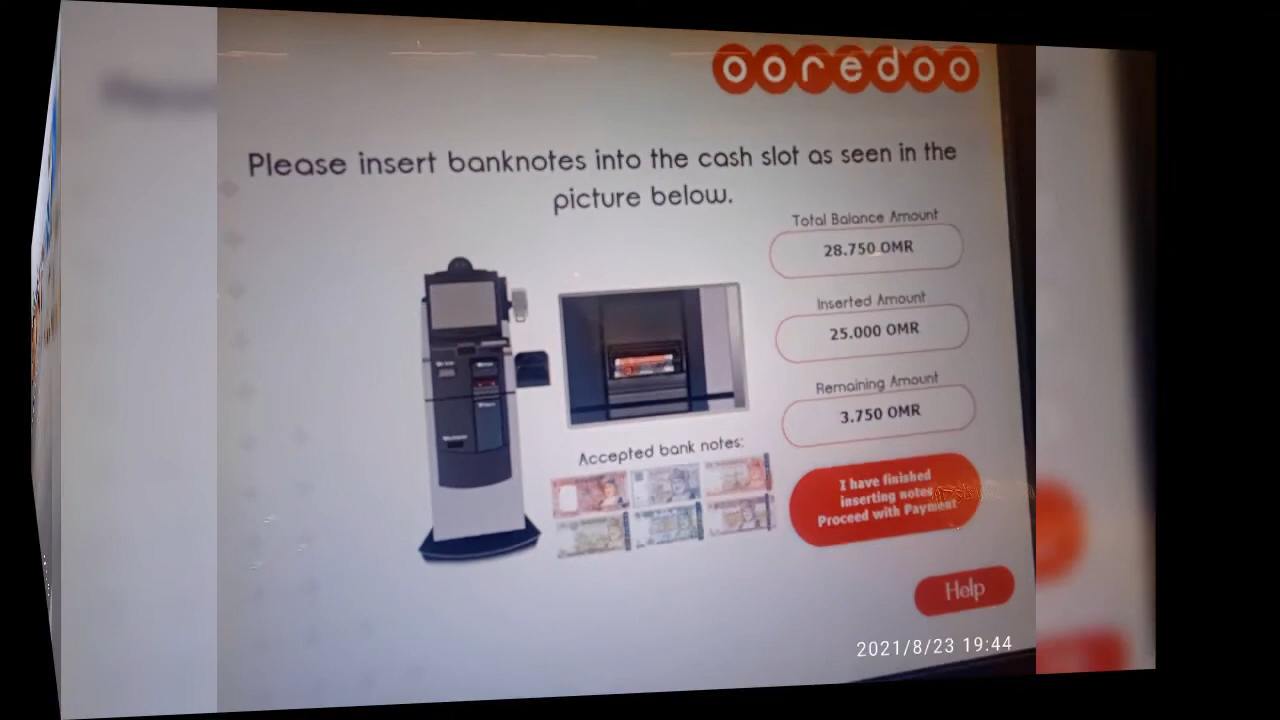 ooredoo
Please insert banknotes into the cash slot as seen in the
picture below.
Total Balance Amount
28.750 OMR
Inserted Amount
25.000 OMR
Remaining Amount
3.750 OMR
Accepted bank notes:
I have finished
inserting notes
Proceed with Payment
Help
2021/8/23 19:44